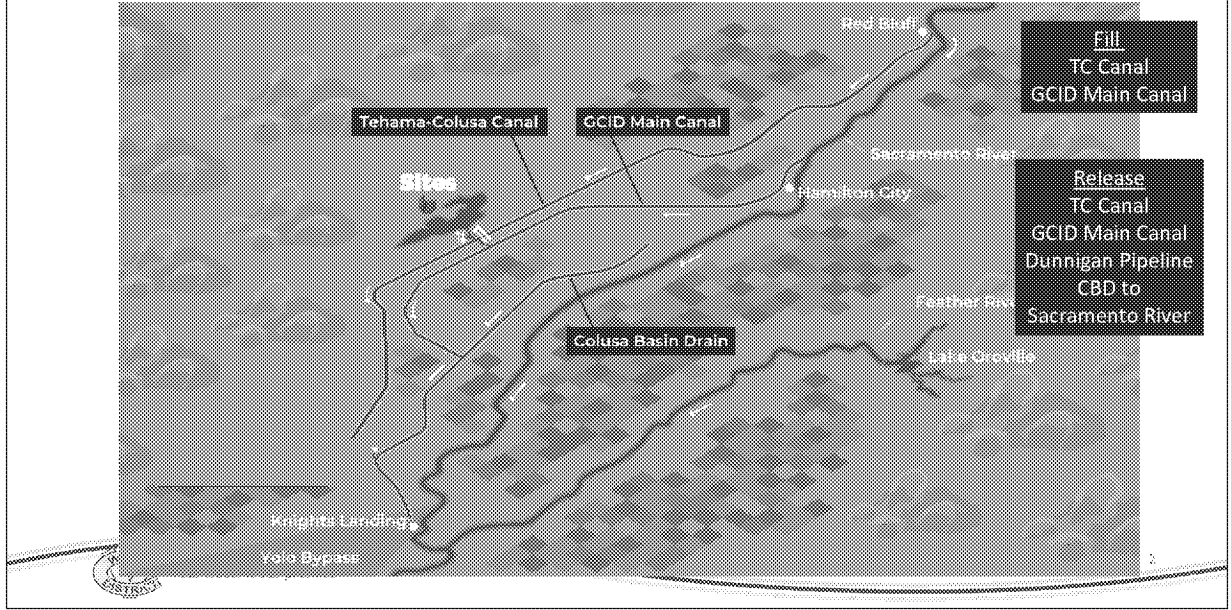 Red Bluff
Fill
TC Canal
GCID Main Canal
Tehama-Colusa Canal
GCID Main Canal
Sacramento River
Sites
Hamilton City
Release
TC Canal
GCID Main Canal
Dunnigan Pipeline
CBD to
Sacramento River
Feather
Colusa Basin Drain
Lake Oroville
Knights Landing
Yolo Bypass
2